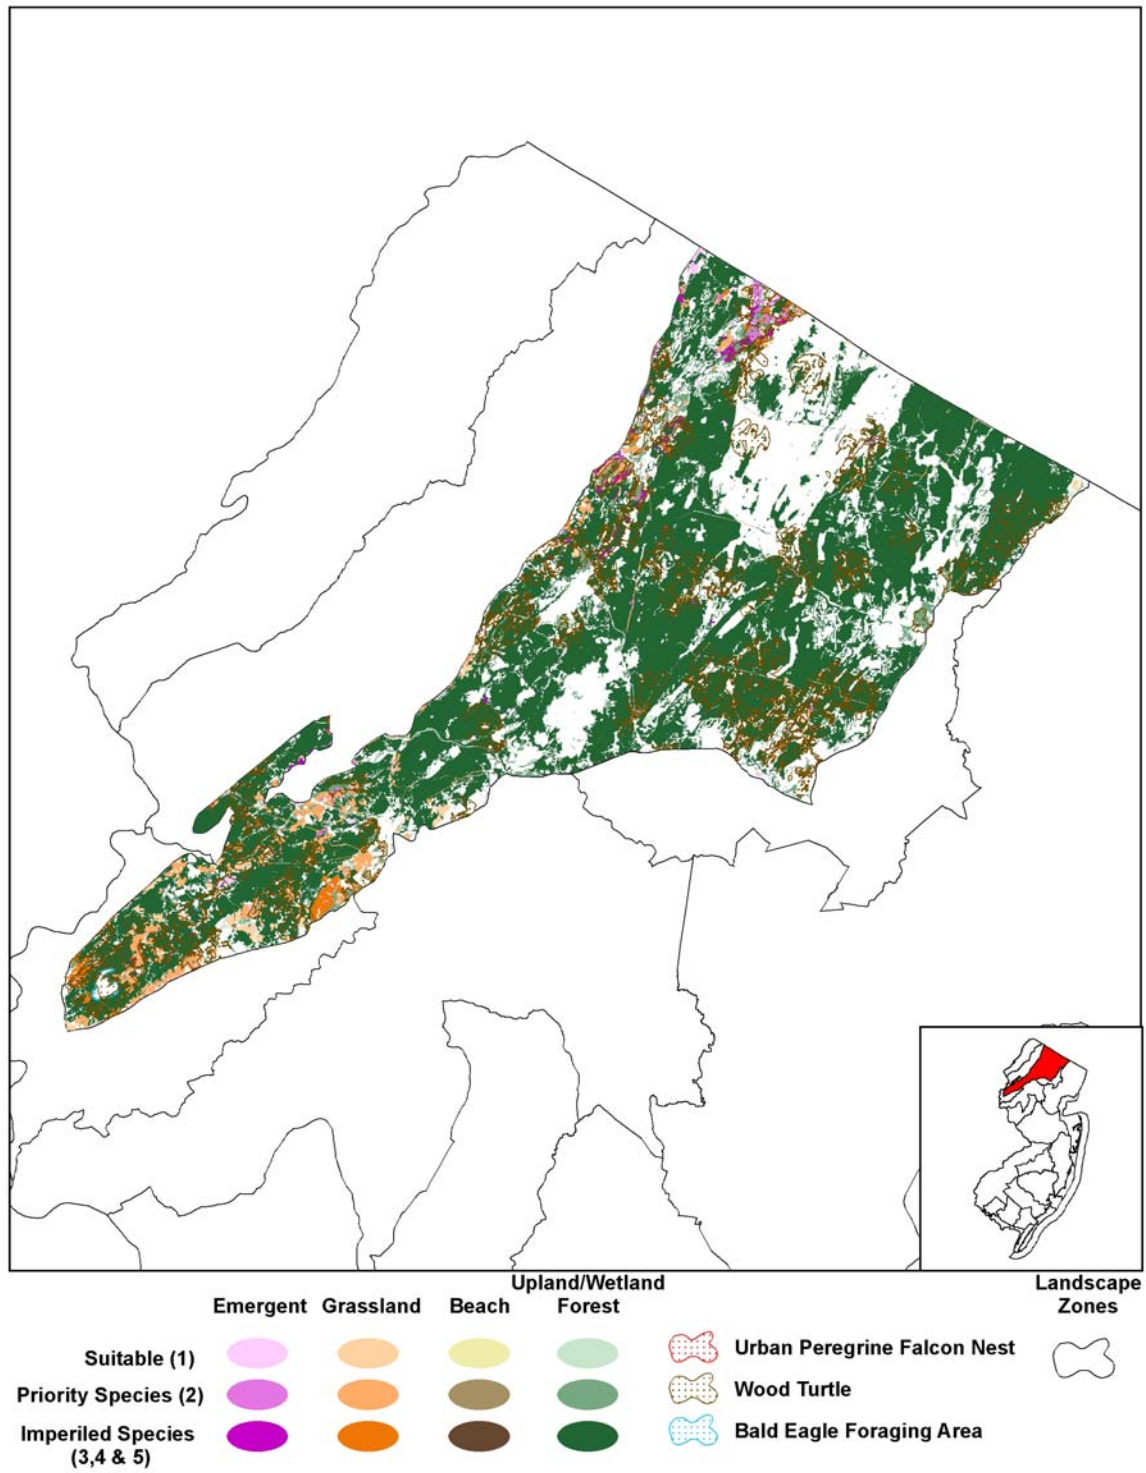 Upland/Wetland
Emergent Grassland Beach Forest
Landscape
Zones
Suitable (1)
Priority Species (2)
Imperiled Species
(3,4 & 5)
Urban Peregrine Falcon Nest
Wood Turtle
Bald Eagle Foraging Area